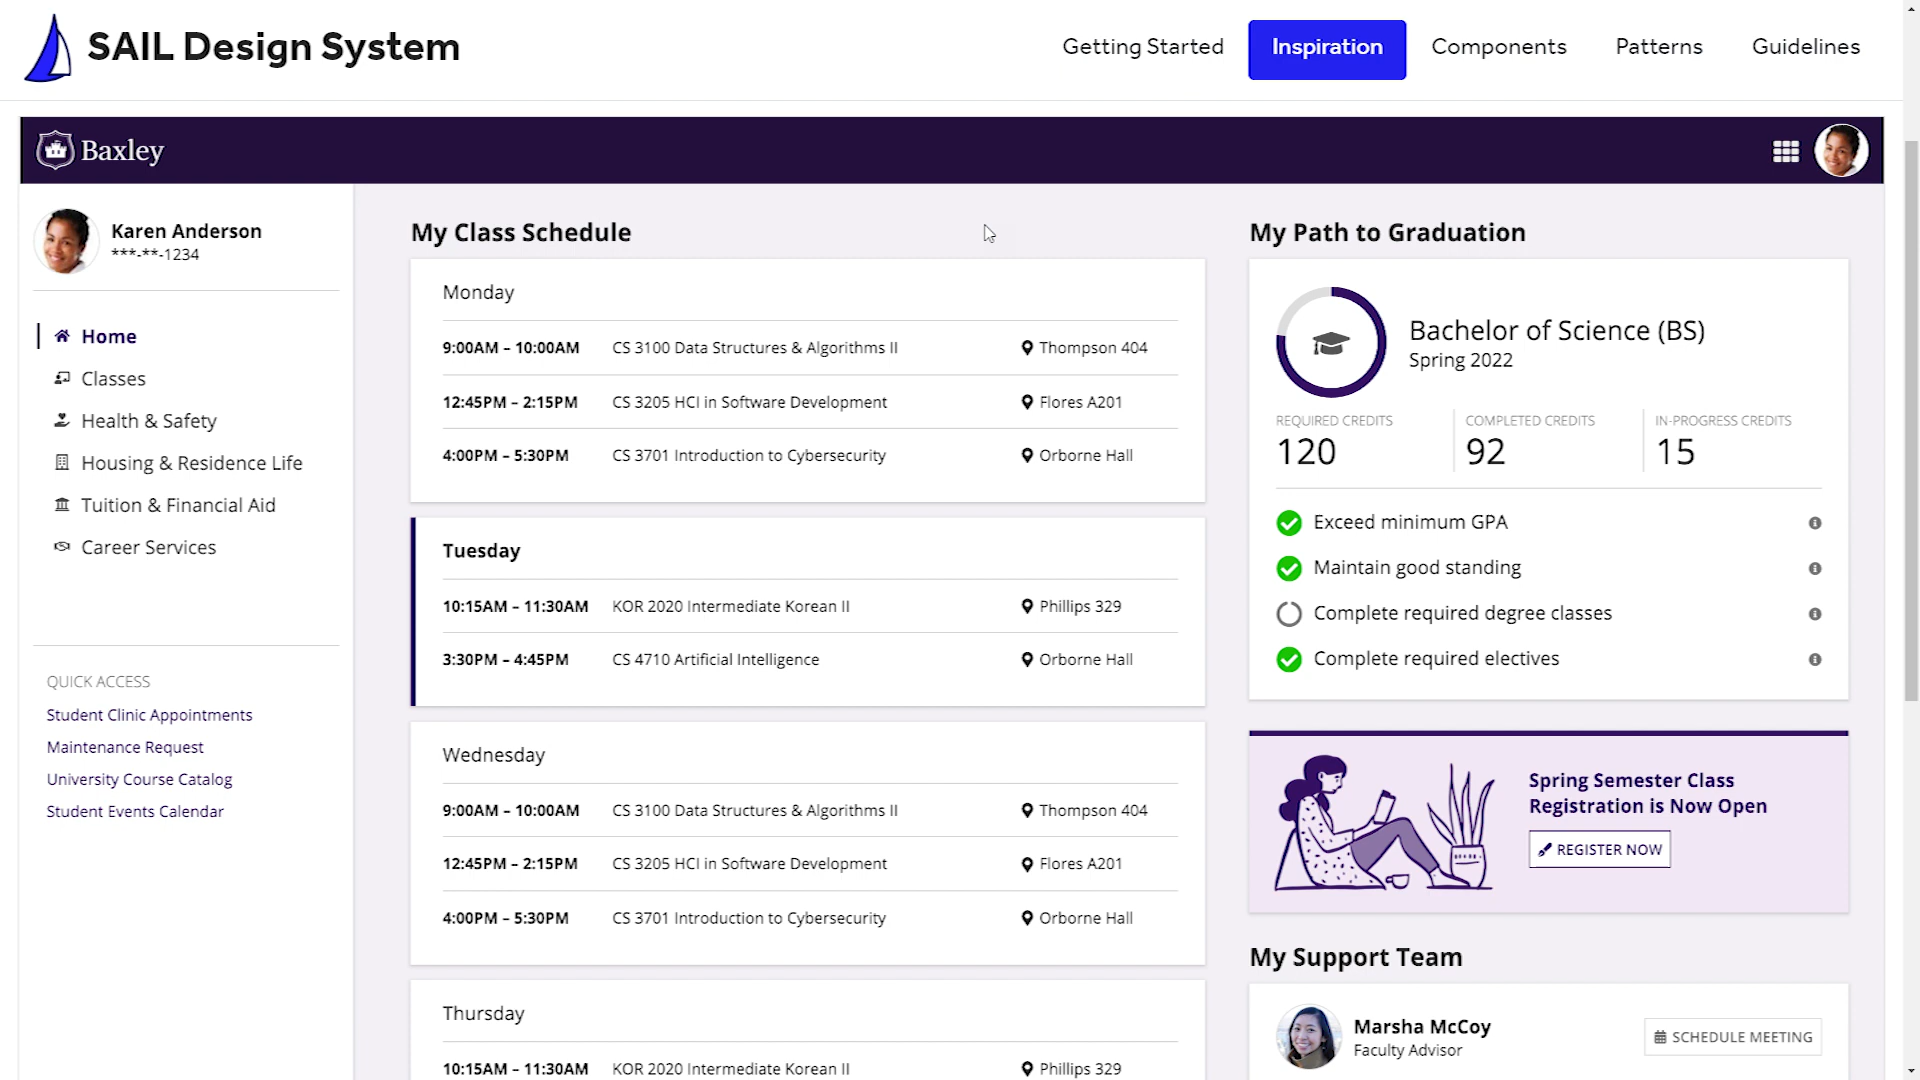 SAIL Design System
Getting Started
Inspiration
Components
Patterns
Guidelines
Baxley
Karen Anderson
***-**-1234
Home
Classes
Health & Safety
Housing & Residence Life
Tuition & Financial Aid
Career Services
QUICK ACCESS
Student Clinic Appointments
Maintenance Request
University Course Catalog
Student Events Calendar
My Class Schedule
Monday
9:00AM – 10:00AM CS 3100 Data Structures & Algorithms II Thompson 404
12:45PM – 2:15PM CS 3205 HCI in Software Development Flores A201
4:00PM – 5:30PM CS 3701 Introduction to Cybersecurity Orborne Hall
Tuesday
10:15AM – 11:30AM KOR 2020 Intermediate Korean II Phillips 329
3:30PM – 4:45PM CS 4710 Artificial Intelligence Orborne Hall
Wednesday
9:00AM – 10:00AM CS 3100 Data Structures & Algorithms II Thompson 404
12:45PM – 2:15PM CS 3205 HCI in Software Development Flores A201
4:00PM – 5:30PM CS 3701 Introduction to Cybersecurity Orborne Hall
Thursday
10:15AM – 11:30AM KOR 2020 Intermediate Korean II Phillips 329
My Path to Graduation
Bachelor of Science (BS)
Spring 2022
REQUIRED CREDITS COMPLETED CREDITS IN-PROGRESS CREDITS
120 92 15
Exceed minimum GPA
Maintain good standing
Complete required degree classes
Complete required electives
Spring Semester Class
Registration is Now Open
REGISTER NOW
My Support Team
Marsha McCoy
Faculty Advisor
SCHEDULE MEETING